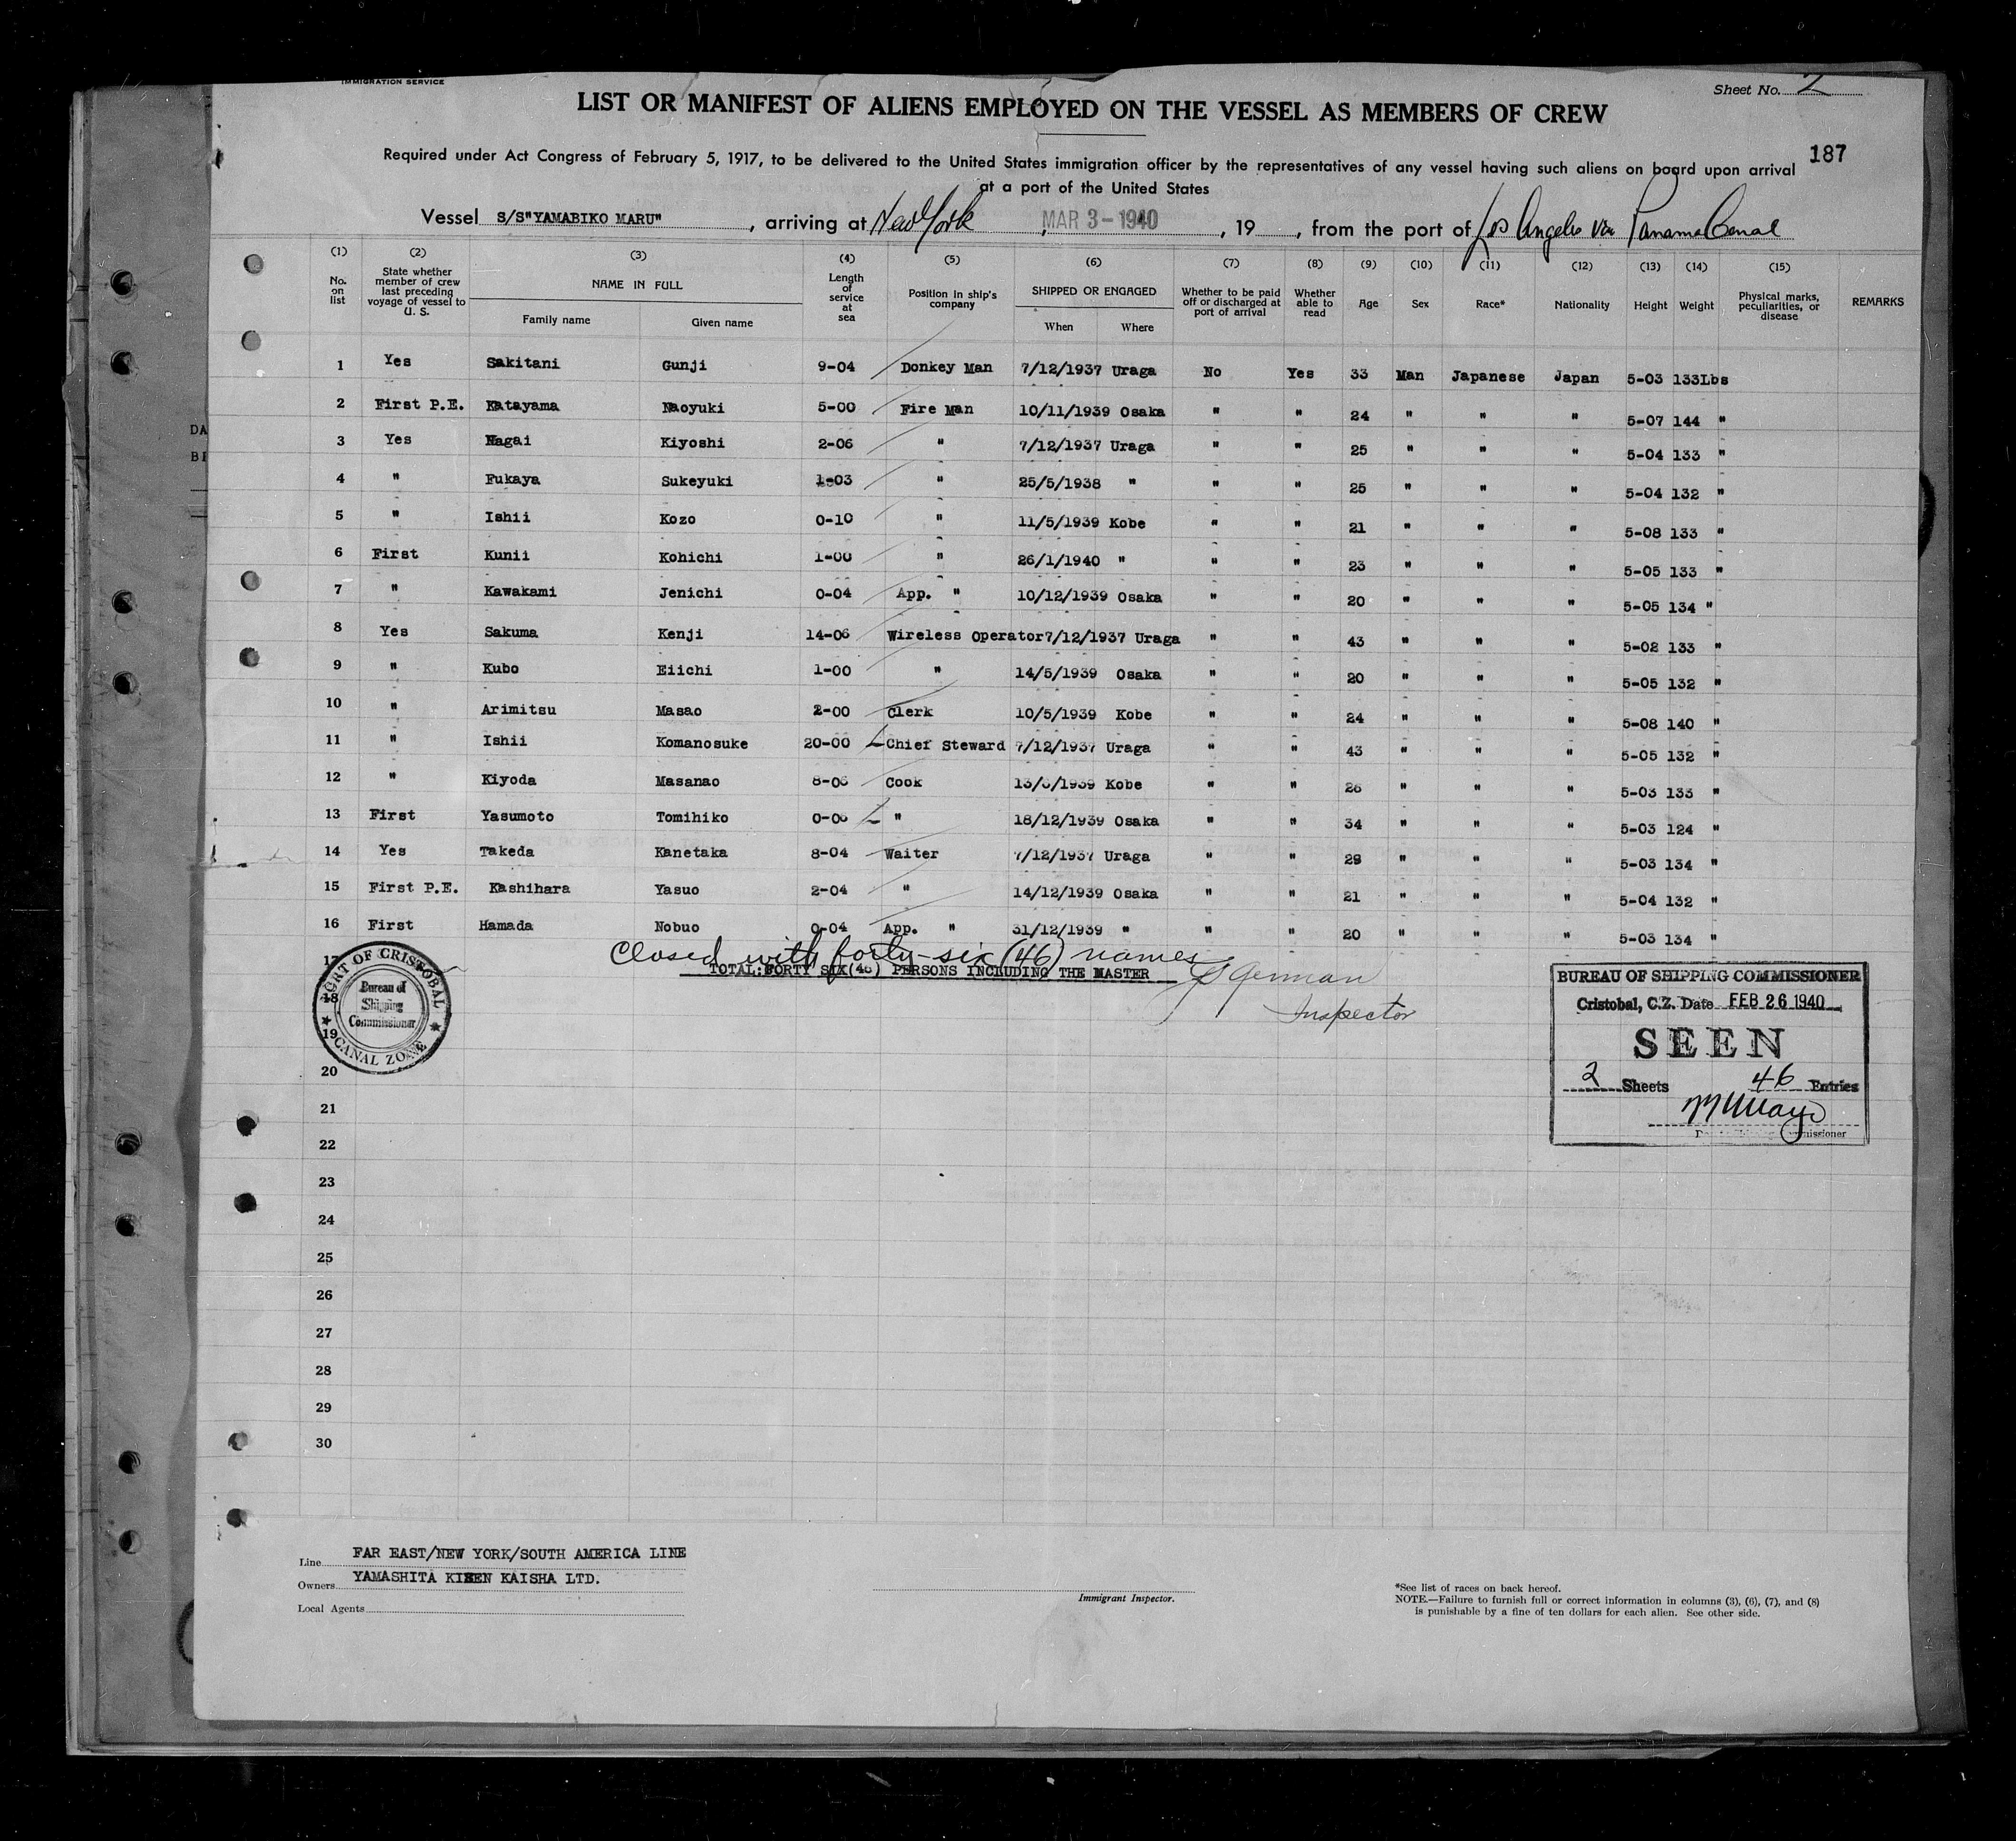 IMMIGRATION SERVICE
Sheet No. 2
LIST OR MANIFEST OF ALIENS EMPLOYED ON THE VESSEL AS MEMBERS OF CREW
187
Required under Act Congress of February 5, 1917, to be delivered to the United States immigration officer by the representatives of any vessel having such aliens on board upon arrival
at a port of the United States
Vessel S/S"YAMABIKO MARU", arriving at New York, MAR 3-1940, 19, from the port of Los Angeles via Panama Canal
(1) (2) (3) (4) (5) (6) (7) (8) (9) (10) (11) (12) (13) (14) (15)
No. on list State whether member of crew last preceding voyage of vessel to U. S. NAME IN FULL Family name Given name Length of service at sea Position in ship's company SHIPPED OR ENGAGED When Where Whether to be paid off or discharged at port of arrival Whether able to read Age Sex Race* Nationality Height Weight Physical marks, peculiarities, or disease REMARKS
1 Yes Sakitani Gunji 9-04 Donkey Man 7/12/1937 Uraga No Yes 33 Man Japanese Japan 5-03 133Lbs
2 First P.E. Katayama Naoyuki 5-00 Fire Man 10/11/1939 Osaka " " 24 " " " 5-07 144 "
3 Yes Nagai Kiyoshi 2-06 " 7/12/1937 Uraga " " 25 " " " 5-04 133 "
4 " Fukaya Sukeyuki 1-03 " 25/5/1938 " " " 25 " " " 5-04 132 "
5 " Ishii Kozo 0-10 " 11/5/1939 Kobe " " 21 " " " 5-08 133 "
6 First Kunii Kohichi 1-00 " 26/1/1940 " " " 23 " " " 5-05 133 "
7 " Kawakami Jenichi 0-04 App. " 10/12/1939 Osaka " " 20 " " " 5-05 134 "
8 Yes Sakuma Kenji 14-06 Wireless Operator 7/12/1937 Uraga " " 43 " " " 5-02 133 "
9 " Kubo Eiichi 1-00 " 14/5/1939 Osaka " " 20 " " " 5-05 132 "
10 " Arimitsu Masao 2-00 Clerk 10/5/1939 Kobe " " 24 " " " 5-08 140 "
11 " Ishii Komanosuke 20-00 Chief Steward 7/12/1937 Uraga " " 43 " " " 5-05 132 "
12 " Kiyoda Masanao 8-06 Cook Kobe " " 26 " " " 5-03 133 "
13 First Yasumoto Tomihiko 0-06 " 18/12/1939 Osaka " " 34 " " " 5-03 124 "
14 Yes Takeda Kanetaka 8-04 Waiter 7/12/1937 Uraga " " 29 " " " 5-03 134 "
15 First P.E. Kashihara Yasuo 2-04 " 14/12/1939 Osaka " " 21 " " " 5-04 132 "
16 First Hamada Nobuo 0-04 App. " 31/12/1939 " " " 20 " " " 5-03 134 "
Closed with forty-six (46) names
17 TOTAL:FORTY SIX(46) PERSONS INCLUDING THE MASTER German
Inspector
PORT OF CRISTOBAL
Bureau of
Shipping
Commissioner
CANAL ZONE
BUREAU OF SHIPPING COMMISSIONER
Cristobal, C.Z. Date FEB 26 1940
SEEN
2 Sheets 46 Entries
18
19
20
21
22
23
24
25
26
27
28
29
30
Line FAR EAST/NEW YORK/SOUTH AMERICA LINE
Owners YAMASHITA KISEN KAISHA LTD.
Local Agents
Immigrant Inspector.
*See list of races on back hereof.
NOTE.—Failure to furnish full or correct information in columns (3), (6), (7), and (8)
is punishable by a fine of ten dollars for each alien. See other side.
DA